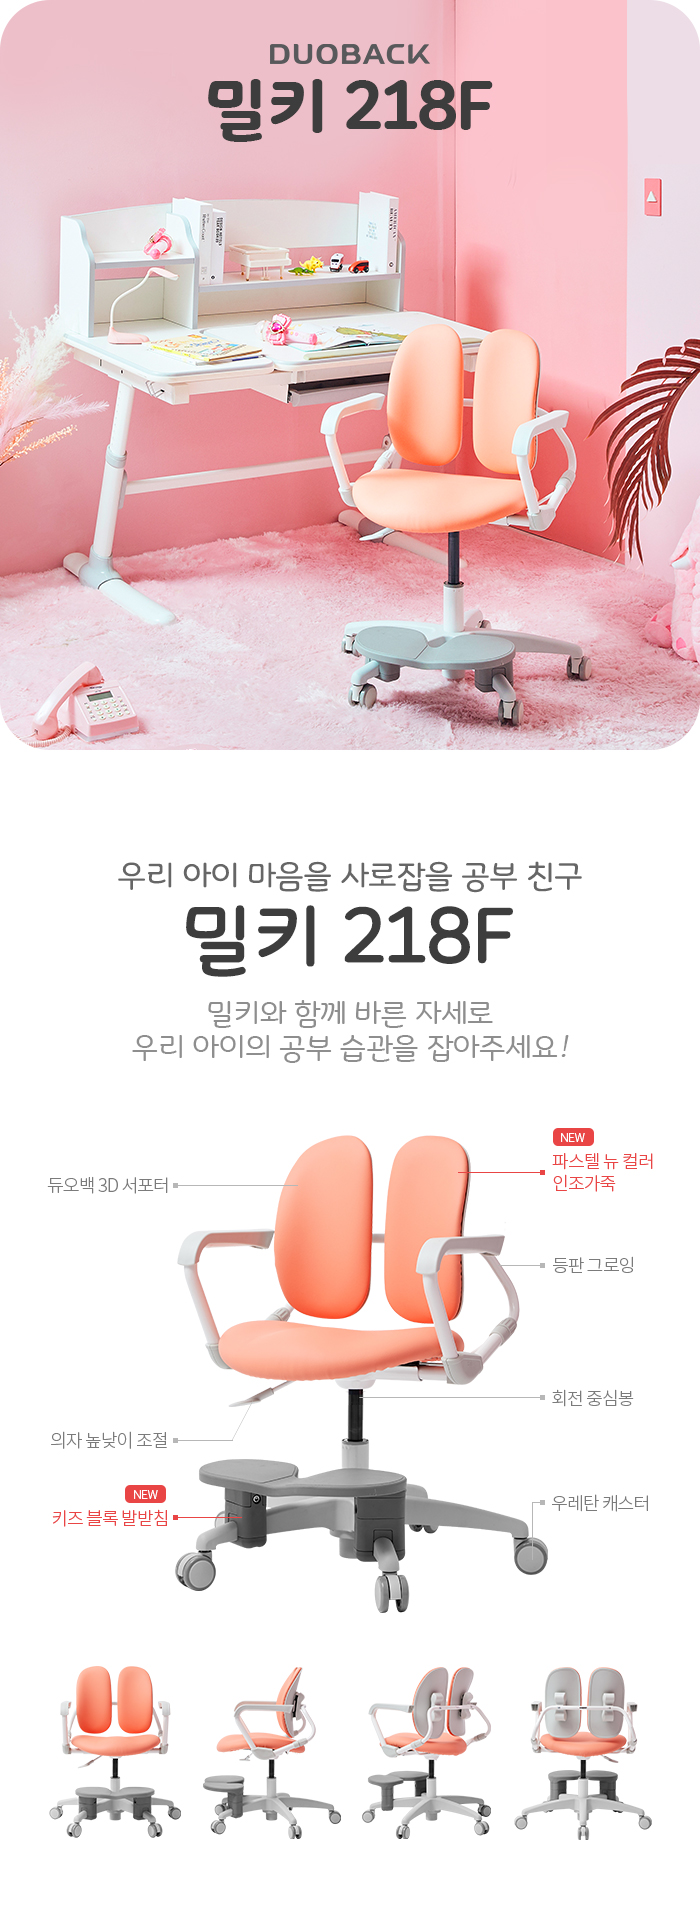 DUOBACK
밀키 218F
우리 아이 마음을 사로잡을 공부 친구
밀키 218F
밀키와 함께 바른 자세로
우리 아이의 공부 습관을 잡아주세요!
듀오백 3D 서포터
NEW
파스텔 뉴 컬러
인조가죽
등판 그로잉
회전 중심봉
의자 높낮이 조절
NEW
키즈 블록 발받침
우레탄 캐스터